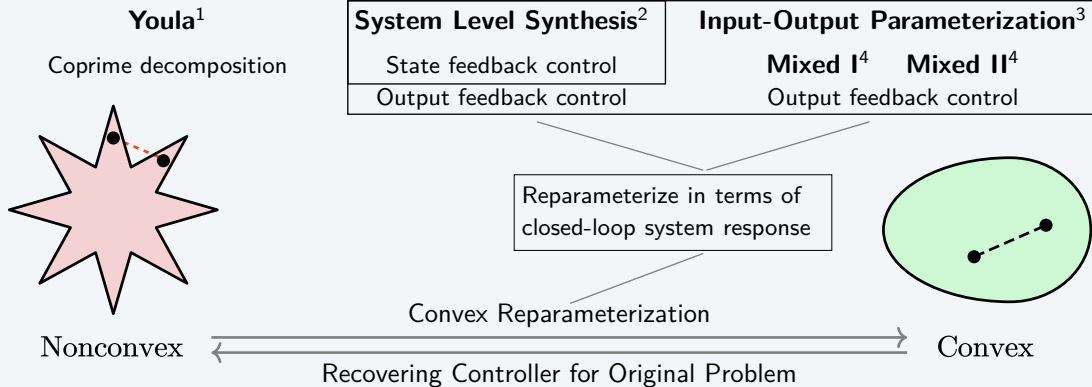 Youla¹
Coprime decomposition
System Level Synthesis²
State feedback control
Output feedback control
Input-Output Parameterization³
Mixed I⁴ Mixed II⁴
Output feedback control
Reparameterize in terms of
closed-loop system response
Convex Reparameterization
Nonconvex
Convex
Recovering Controller for Original Problem